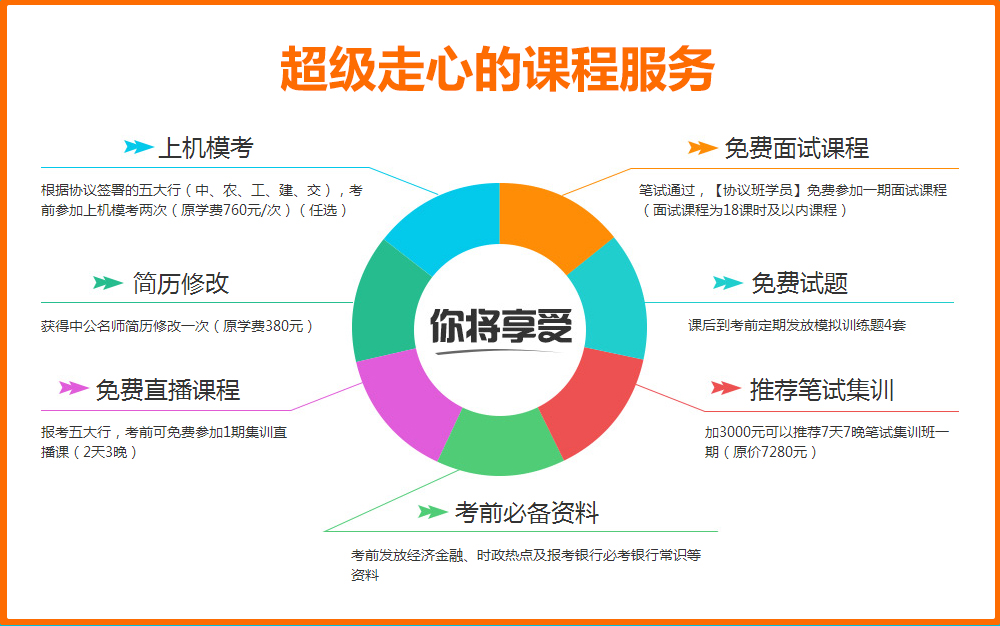 超级走心的课程服务
上机模考
根据协议签署的五大行（中、农、工、建、交），考
前参加上机模考两次（原学费760元/次）（任选）
免费面试课程
笔试通过，【协议班学员】免费参加一期面试课程
（面试课程为18课时及以内课程）
简历修改
获得中公名师简历修改一次（原学费380元）
免费试题
课后到考前定期发放模拟训练题4套
你将享受
免费直播课程
报考五大行，考前可免费参加1期集训直
播课（2天3晚）
推荐笔试集训
加3000元可以推荐7天7晚笔试集训班一
期（原价7280元）
考前必备资料
考前发放经济金融、时政热点及报考银行必考银行常识等
资料